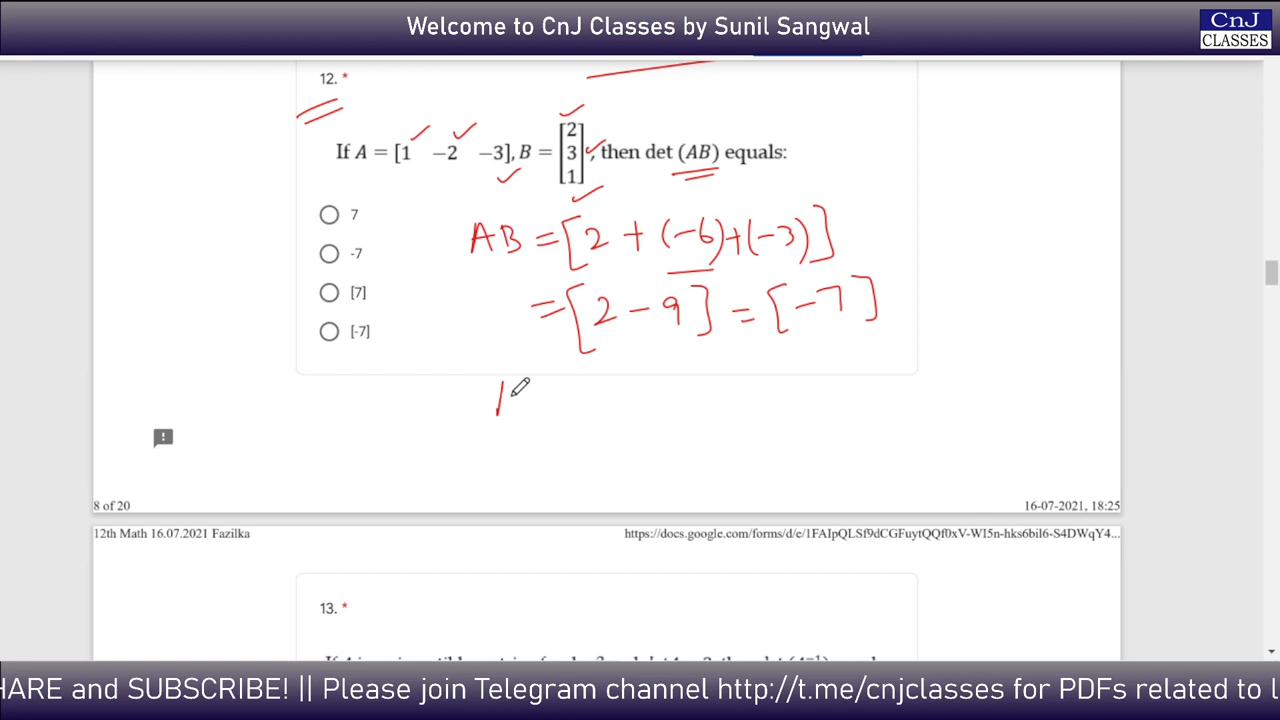 Welcome to CnJ Classes by Sunil Sangwal
CnJ
CLASSES
12. *
If A = [1 −2 −3], B = [2 3 1], then det (AB) equals:
7
-7
[7]
[-7]
AB = [2 + (−6) + (−3)]
= [2 − 9] = [−7]
8 of 20
16-07-2021, 18:25
12th Math 16.07.2021 Fazilka
https://docs.google.com/forms/d/e/1FAIpQLSf9dCGFuytQQf0xV-WI5n-hks6bil6-S4DWqY4...
13. *
HARE and SUBSCRIBE! || Please join Telegram channel http://t.me/cnjclasses for PDFs related to